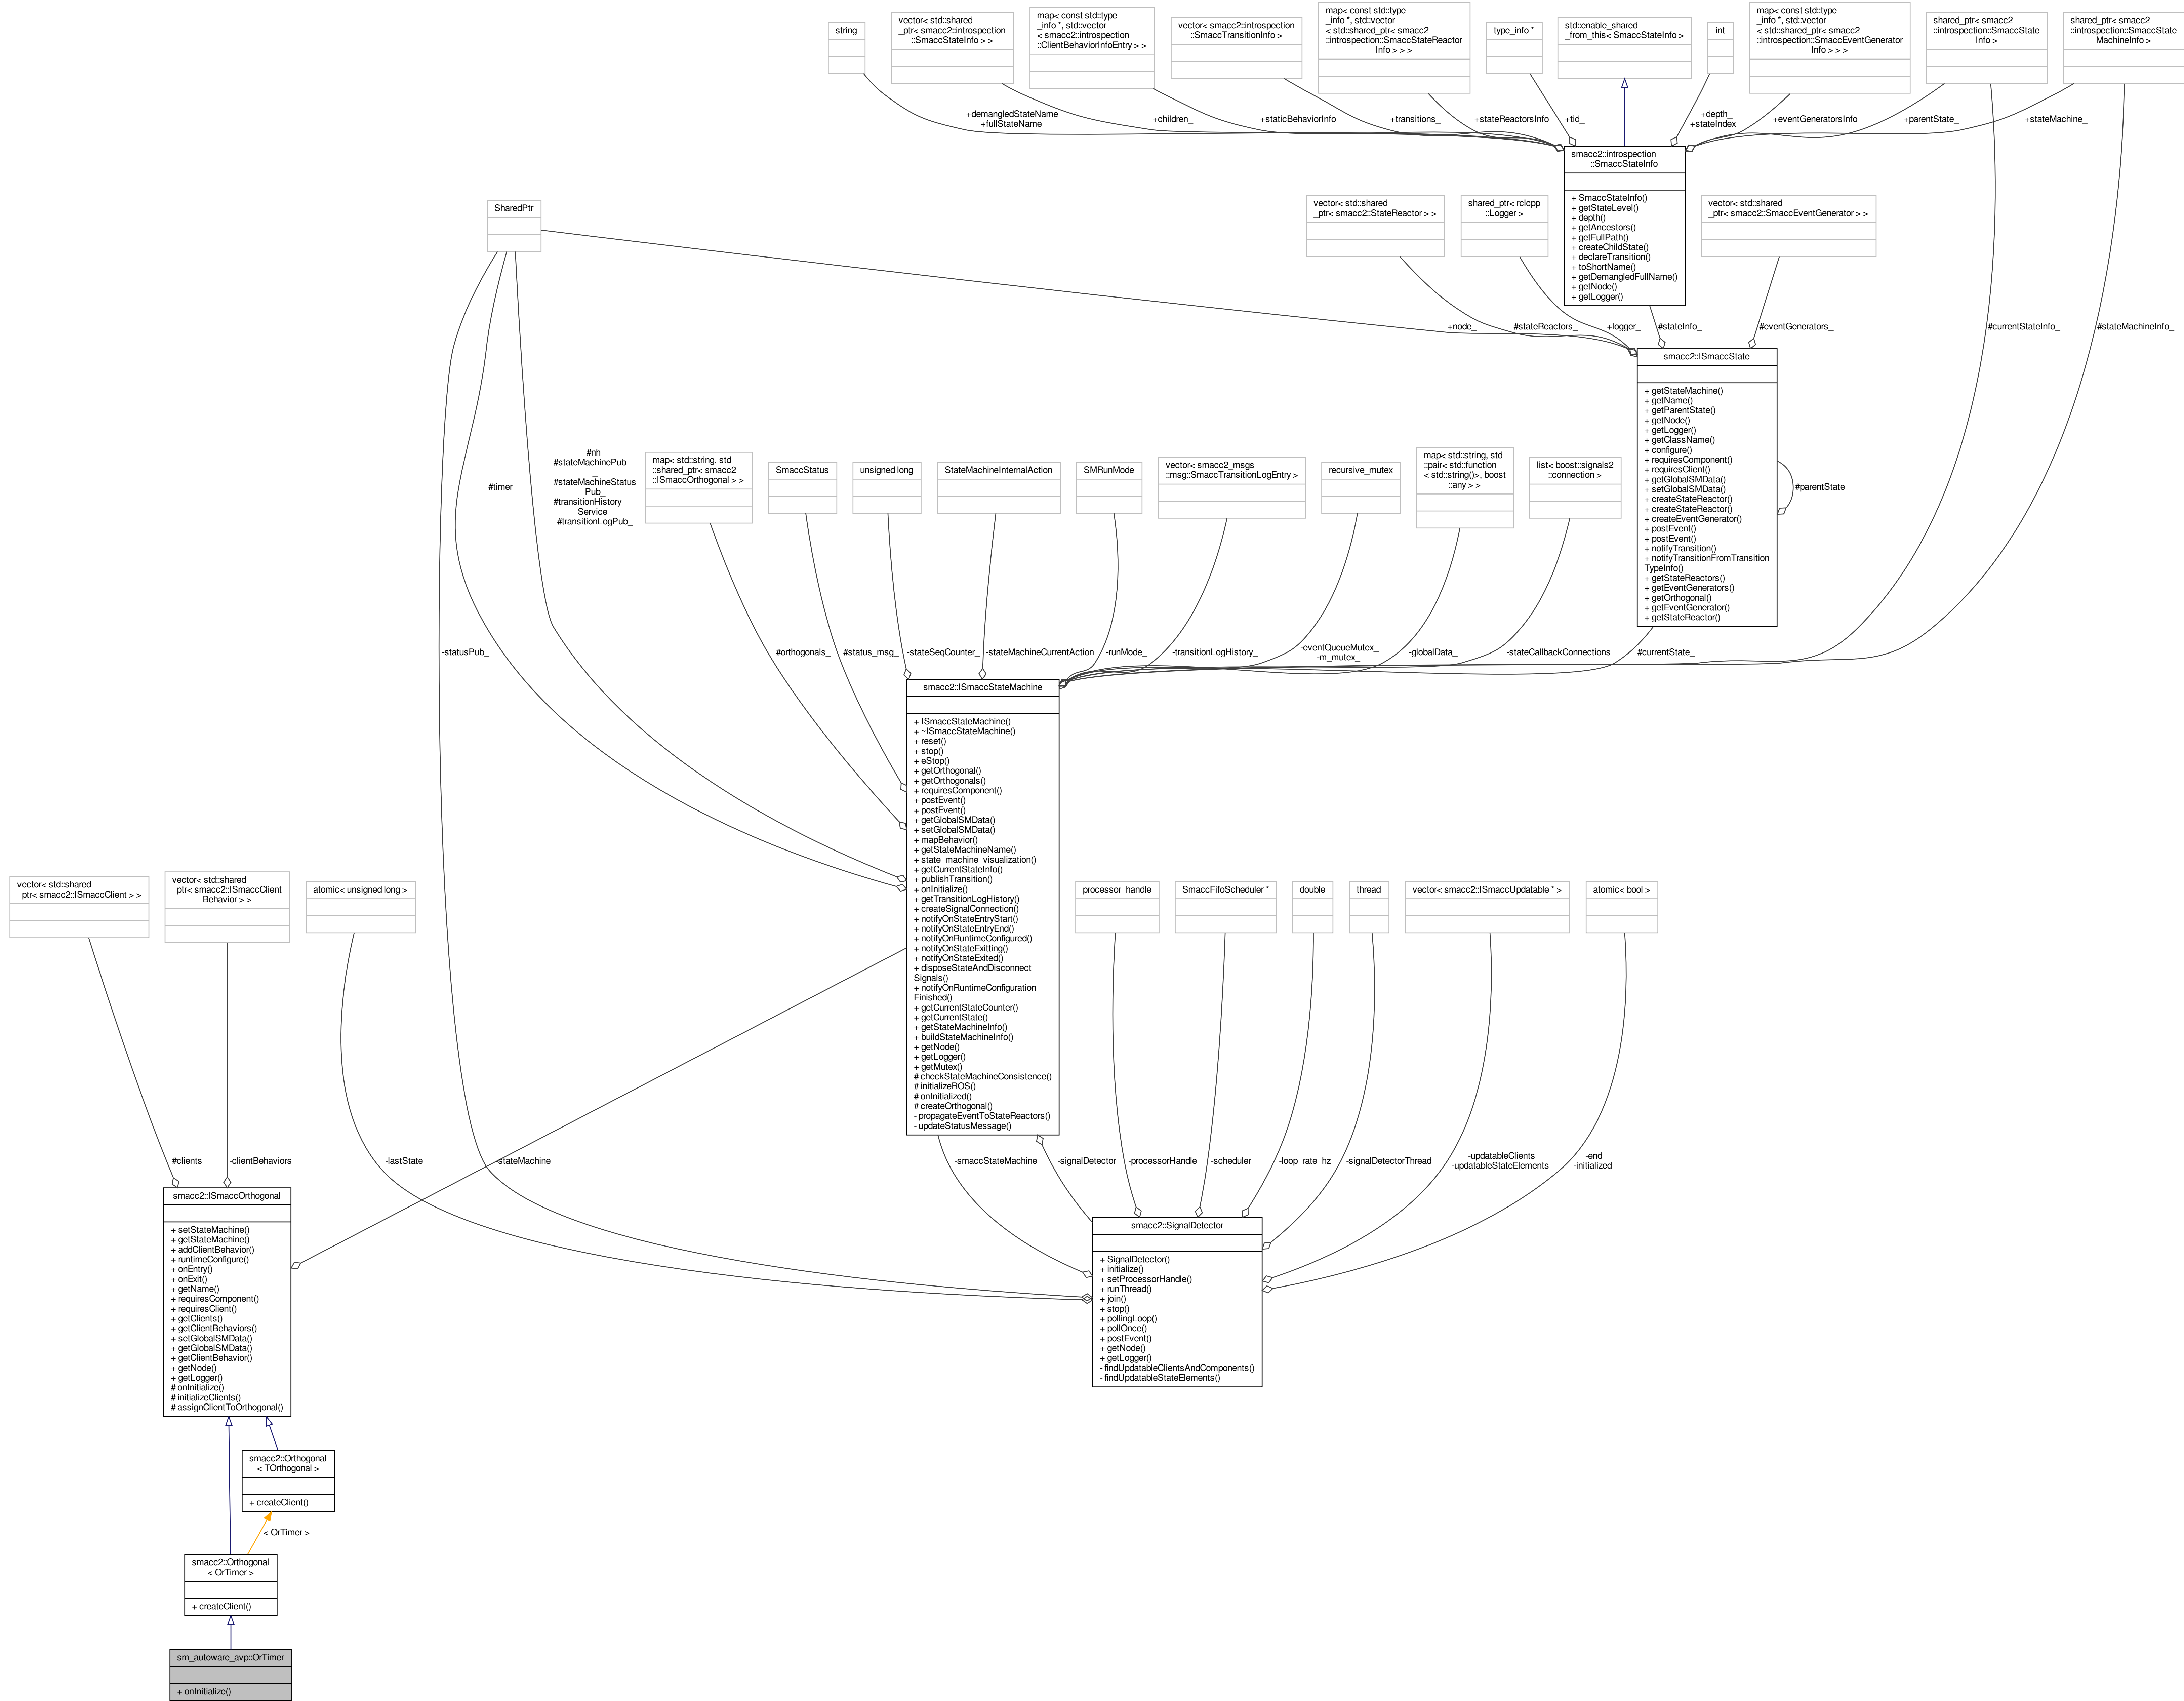 string
vector< std::shared
_ptr< smacc2::introspection
::SmaccStateInfo > >
map< const std::type
_info *, std::vector
< smacc2::introspection
::ClientBehaviorInfoEntry > >
vector< smacc2::introspection
::SmaccTransitionInfo >
map< const std::type
_info *, std::vector
< std::shared_ptr< smacc2
::introspection::SmaccStateReactor
Info > > >
type_info *
std::enable_shared
_from_this< SmaccStateInfo >
int
map< const std::type
_info *, std::vector
< std::shared_ptr< smacc2
::introspection::SmaccEventGenerator
Info > > >
shared_ptr< smacc2
::introspection::SmaccState
Info >
shared_ptr< smacc2
::introspection::SmaccState
MachineInfo >
+demangledStateName
+fullStateName
+children_
+staticBehaviorInfo
+transitions_
+stateReactorsInfo
+tid_
+depth_
+stateIndex_
+eventGeneratorsInfo
+parentState_
+stateMachine_
smacc2::introspection
::SmaccStateInfo
+ SmaccStateInfo()
+ getStateLevel()
+ depth()
+ getAncestors()
+ getFullPath()
+ createChildState()
+ declareTransition()
+ toShortName()
+ getDemangledFullName()
+ getNode()
+ getLogger()
SharedPtr
vector< std::shared
_ptr< smacc2::StateReactor > >
shared_ptr< rclcpp
::Logger >
vector< std::shared
_ptr< smacc2::SmaccEventGenerator > >
+node_
#stateReactors_
+logger_
#stateInfo_
#eventGenerators_
#currentStateInfo_
#stateMachineInfo_
smacc2::ISmaccState
+ getStateMachine()
+ getName()
+ getParentState()
+ getNode()
+ getLogger()
+ getClassName()
+ configure()
+ requiresComponent()
+ requiresClient()
+ getGlobalSMData()
+ setGlobalSMData()
+ createStateReactor()
+ createStateReactor()
+ createEventGenerator()
+ postEvent()
+ postEvent()
+ notifyTransition()
+ notifyTransitionFromTransition
TypeInfo()
+ getStateReactors()
+ getEventGenerators()
+ getOrthogonal()
+ getEventGenerator()
+ getStateReactor()
#parentState_
#timer_
#nh_
#stateMachinePub
_
#stateMachineStatus
Pub_
#transitionHistory
Service_
#transitionLogPub_
map< std::string, std
::shared_ptr< smacc2
::ISmaccOrthogonal > >
SmaccStatus
unsigned long
StateMachineInternalAction
SMRunMode
vector< smacc2_msgs
::msg::SmaccTransitionLogEntry >
recursive_mutex
map< std::string, std
::pair< std::function
< std::string()>, boost
::any > >
list< boost::signals2
::connection >
-statusPub_
#orthogonals_
#status_msg_
-stateSeqCounter_
-stateMachineCurrentAction
-runMode_
-transitionLogHistory_
-eventQueueMutex_
-m_mutex_
-globalData_
-stateCallbackConnections
#currentState_
smacc2::ISmaccStateMachine
+ ISmaccStateMachine()
+ ~ISmaccStateMachine()
+ reset()
+ stop()
+ eStop()
+ getOrthogonal()
+ getOrthogonals()
+ requiresComponent()
+ postEvent()
+ postEvent()
+ getGlobalSMData()
+ setGlobalSMData()
+ mapBehavior()
+ getStateMachineName()
+ state_machine_visualization()
+ getCurrentStateInfo()
+ publishTransition()
+ onInitialize()
+ getTransitionLogHistory()
+ createSignalConnection()
+ notifyOnStateEntryStart()
+ notifyOnStateEntryEnd()
+ notifyOnRuntimeConfigured()
+ notifyOnStateExitting()
+ notifyOnStateExited()
+ disposeStateAndDisconnect
Signals()
+ notifyOnRuntimeConfiguration
Finished()
+ getCurrentStateCounter()
+ getCurrentState()
+ getStateMachineInfo()
+ buildStateMachineInfo()
+ getNode()
+ getLogger()
+ getMutex()
# checkStateMachineConsistence()
# initializeROS()
# onInitialized()
# createOrthogonal()
- propagateEventToStateReactors()
- updateStatusMessage()
vector< std::shared
_ptr< smacc2::ISmaccClient > >
vector< std::shared
_ptr< smacc2::ISmaccClient
Behavior > >
atomic< unsigned long >
processor_handle
SmaccFifoScheduler *
double
thread
vector< smacc2::ISmaccUpdatable * >
atomic< bool >
#clients_
-clientBehaviors_
-lastState_
-stateMachine_
-smaccStateMachine_
-signalDetector_
-processorHandle_
-scheduler_
-loop_rate_hz
-signalDetectorThread_
-updatableClients_
-updatableStateElements_
-end_
-initialized_
smacc2::ISmaccOrthogonal
+ setStateMachine()
+ getStateMachine()
+ addClientBehavior()
+ runtimeConfigure()
+ onEntry()
+ onExit()
+ getName()
+ requiresComponent()
+ requiresClient()
+ getClients()
+ getClientBehaviors()
+ setGlobalSMData()
+ getGlobalSMData()
+ getClientBehavior()
+ getNode()
+ getLogger()
# onInitialize()
# initializeClients()
# assignClientToOrthogonal()
smacc2::SignalDetector
+ SignalDetector()
+ initialize()
+ setProcessorHandle()
+ runThread()
+ join()
+ stop()
+ pollingLoop()
+ pollOnce()
+ postEvent()
+ getNode()
+ getLogger()
- findUpdatableClientsAndComponents()
- findUpdatableStateElements()
smacc2::Orthogonal
< TOrthogonal >
+ createClient()
< OrTimer >
smacc2::Orthogonal
< OrTimer >
+ createClient()
sm_autoware_avp::OrTimer
+ onInitialize()